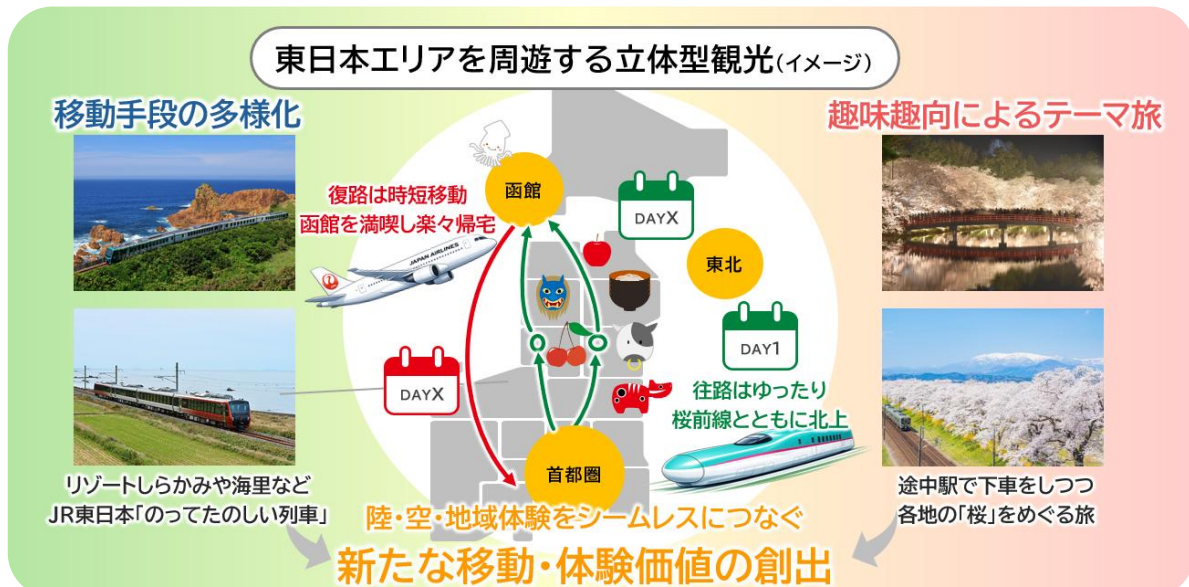 東日本エリアを周遊する立体型観光(イメージ)
移動手段の多様化
趣味趣向によるテーマ旅
函館
復路は時短移動
函館を満喫し楽々帰宅
JAPAN AIRLINES
DAYX
東北
DAY1
DAYX
往路はゆったり
桜前線とともに北上
首都圏
リゾートしらかみや海里など
JR東日本「のってたのしい列車」
途中駅で下車をしつつ
各地の「桜」をめぐる旅
陸・空・地域体験をシームレスにつなぐ
新たな移動・体験価値の創出